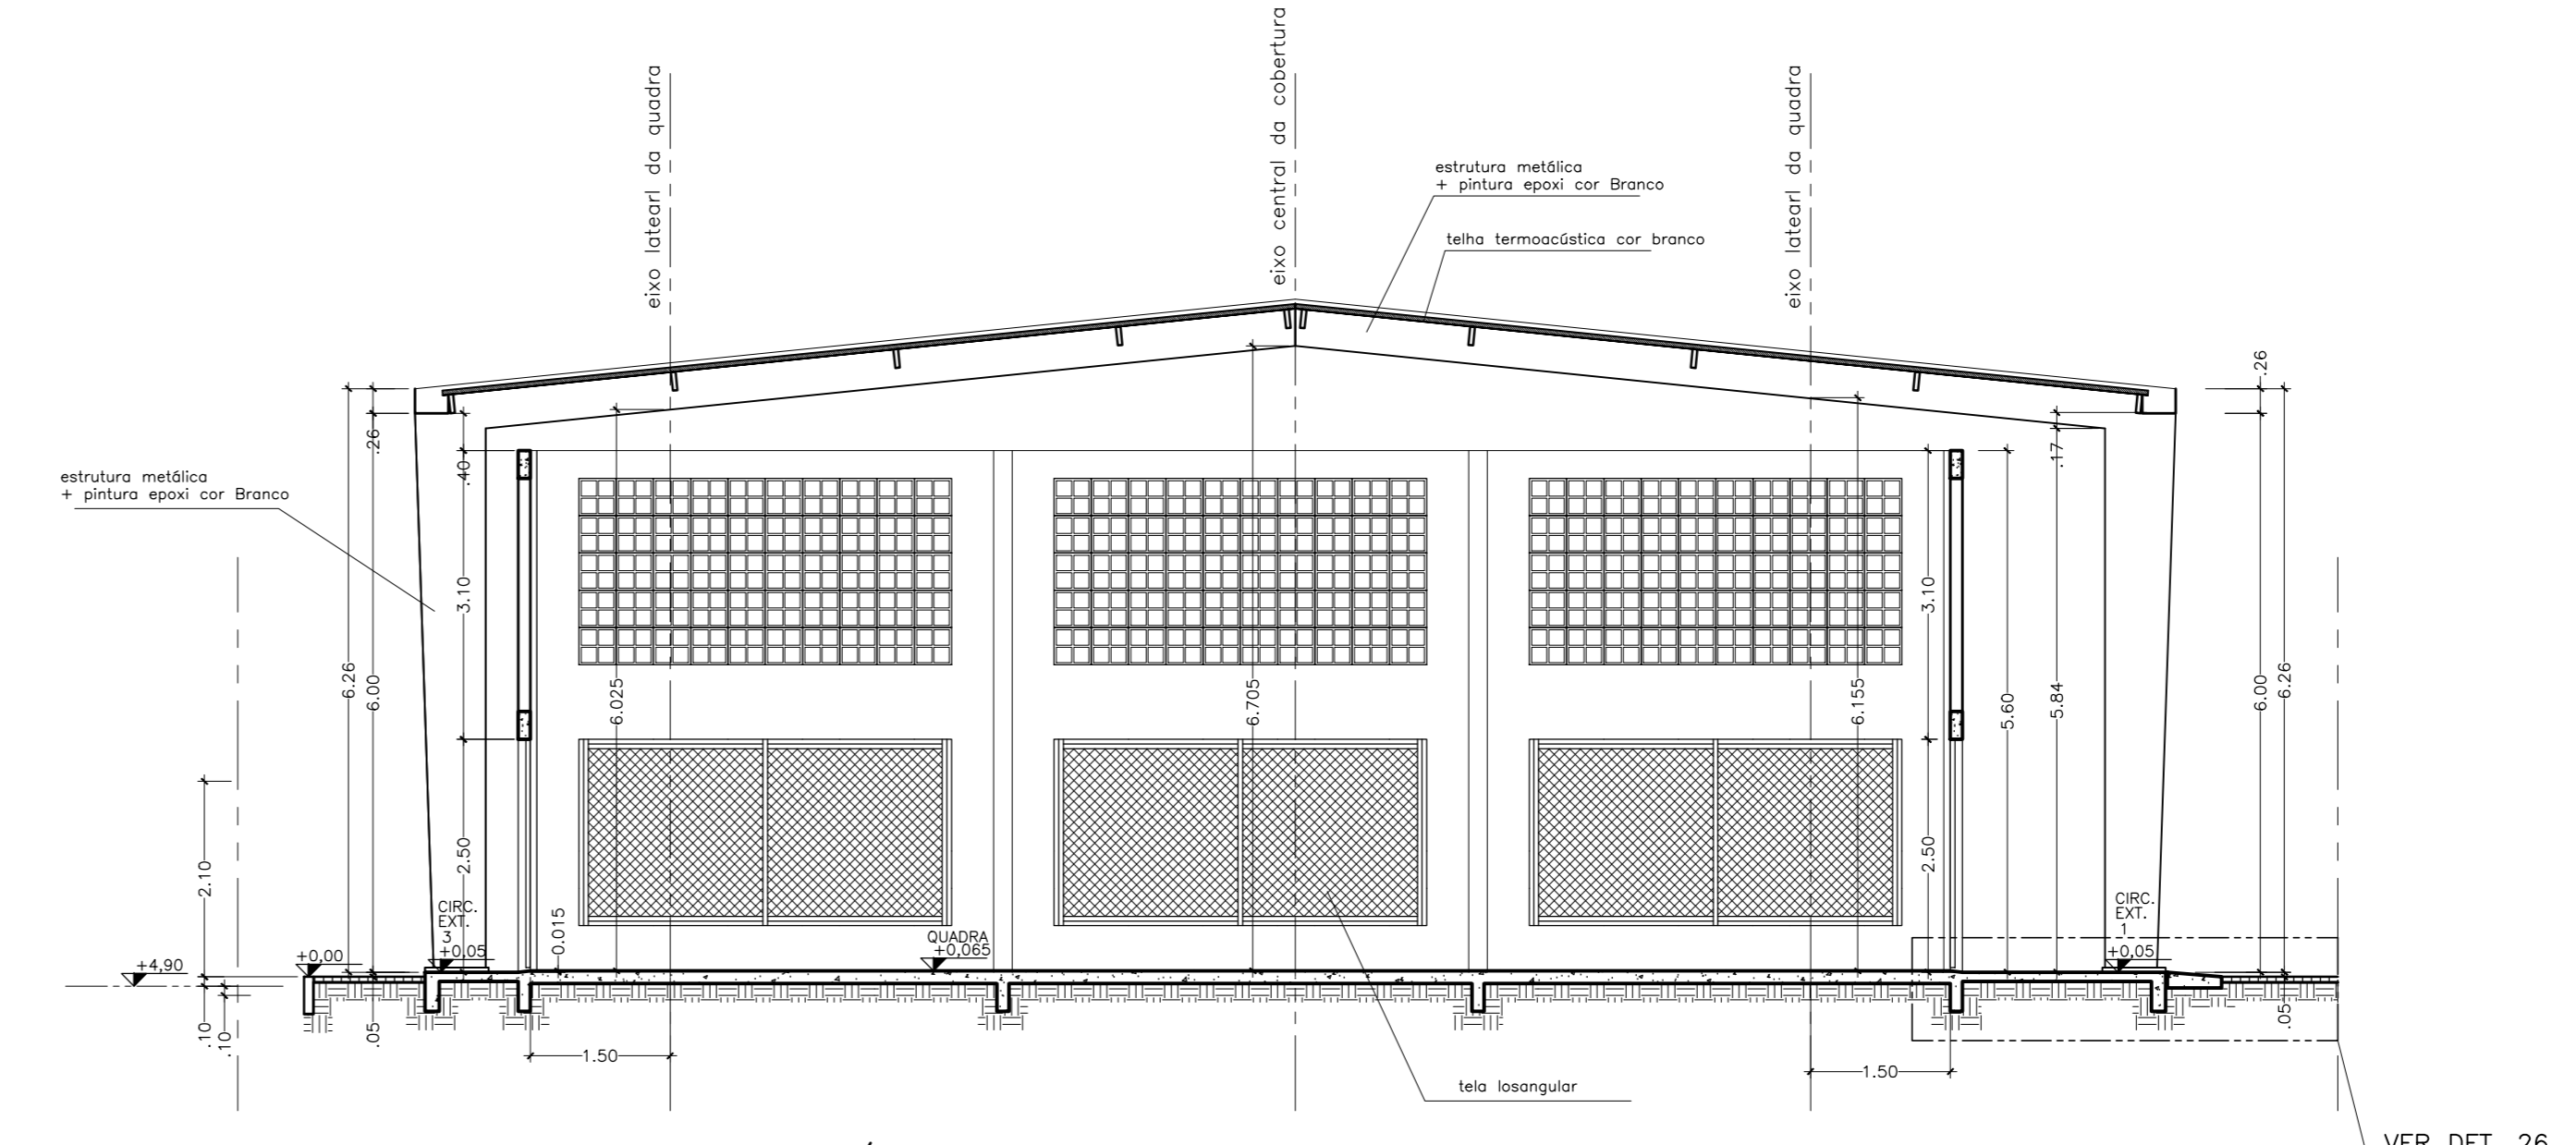 eixo latearl da quadra
eixo central da cobertura
eixo latearl da quadra
estrutura metálica
+ pintura epoxi cor Branco
telha termoacústica cor branco
estrutura metálica
+ pintura epoxi cor Branco
.26
.40
3.10
2.50
6.26
6.00
2.10
6.025
6.705
6.155
3.10
2.50
5.60
5.84
.17
.26
6.00
6.26
CIRC.
EXT.
3
+0,05
0.015
QUADRA
+0,065
CIRC.
EXT.
1
+0,05
+4,90
+0,00
.10
.10
.05
1.50
1.50
.05
tela losangular
VER DET. 26